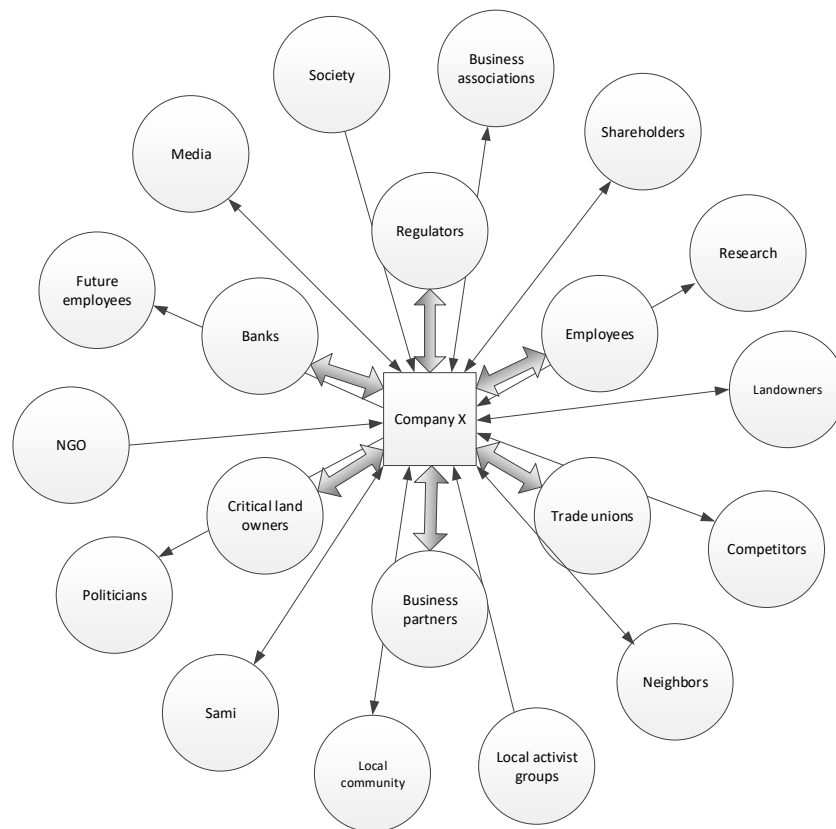 Business
associations
Society
Shareholders
Media
Regulators
Research
Future
employees
Banks
Employees
Landowners
Company X
NGO
Critical land
owners
Trade unions
Competitors
Politicians
Business
partners
Neighbors
Sami
Local
community
Local activist
groups